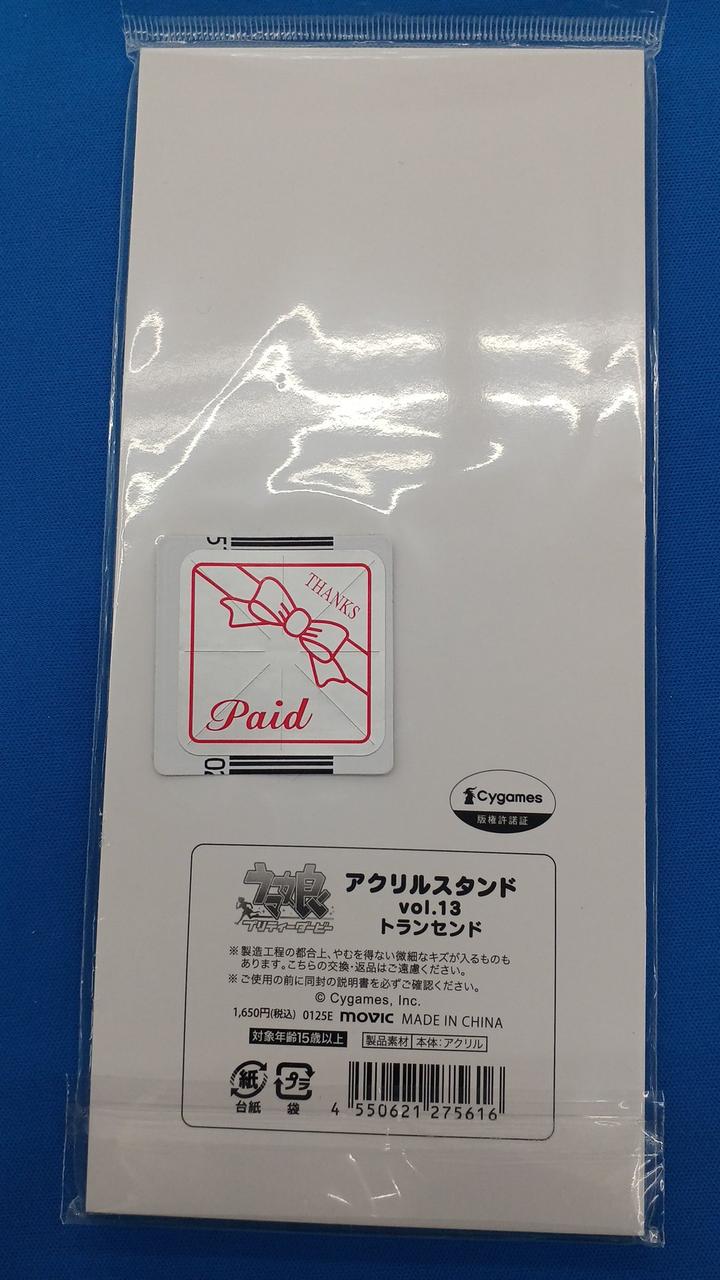 5
THANKS
Paid
02
Cygames
版権許諾証
ウマ娘
プリティーダービー
アクリルスタンド
vol.13
トランセンド
※製造工程の都合上、やむを得ない微細なキズが入るものも
あります。こちらの交換・返品はご遠慮ください。
※ご使用の前に同封の説明書を必ずご確認ください。
© Cygames, Inc.
1,650円(税込) 0125E movic MADE IN CHINA
対象年齢15歳以上 製品素材 本体:アクリル
紙 プラ
台紙 袋
4 550621 275616